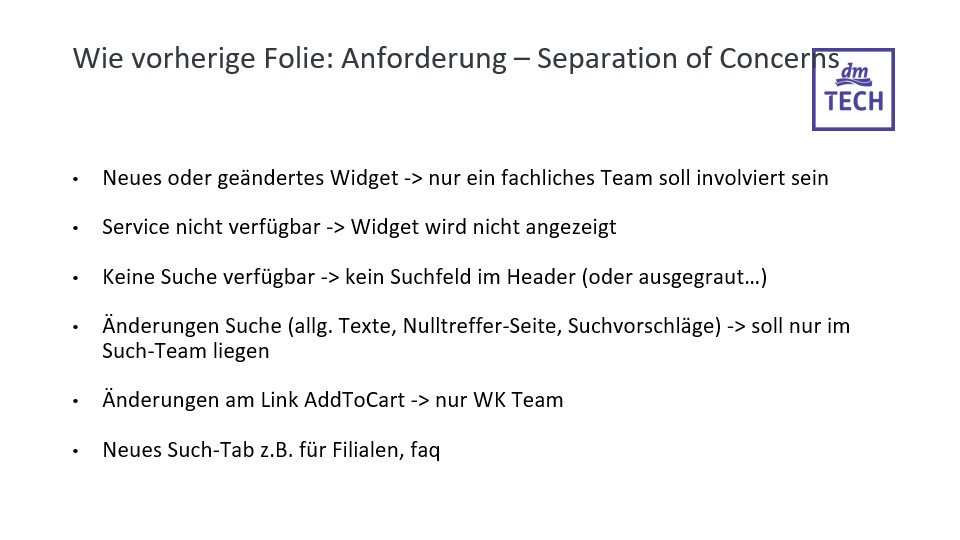 Wie vorherige Folie: Anforderung – Separation of Concerns
dm
TECH
• Neues oder geändertes Widget -> nur ein fachliches Team soll involviert sein
• Service nicht verfügbar -> Widget wird nicht angezeigt
• Keine Suche verfügbar -> kein Suchfeld im Header (oder ausgegraut…)
• Änderungen Suche (allg. Texte, Nulltreffer-Seite, Suchvorschläge) -> soll nur im
Such-Team liegen
• Änderungen am Link AddToCart -> nur WK Team
• Neues Such-Tab z.B. für Filialen, faq